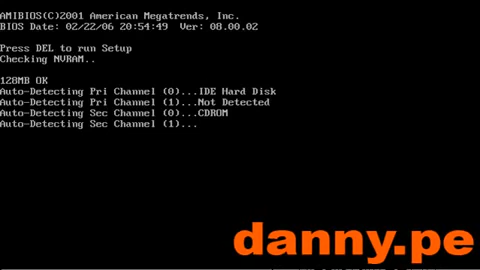 AMIBIOS(C)2001 American Megatrends, Inc.
BIOS Date: 02/22/06 20:54:49  Ver: 08.00.02
Press DEL to run Setup
Checking NVRAM..
128MB OK
Auto-Detecting Pri Channel (0)...IDE Hard Disk
Auto-Detecting Pri Channel (1)...Not Detected
Auto-Detecting Sec Channel (0)...CDROM
Auto-Detecting Sec Channel (1)...
danny.pe